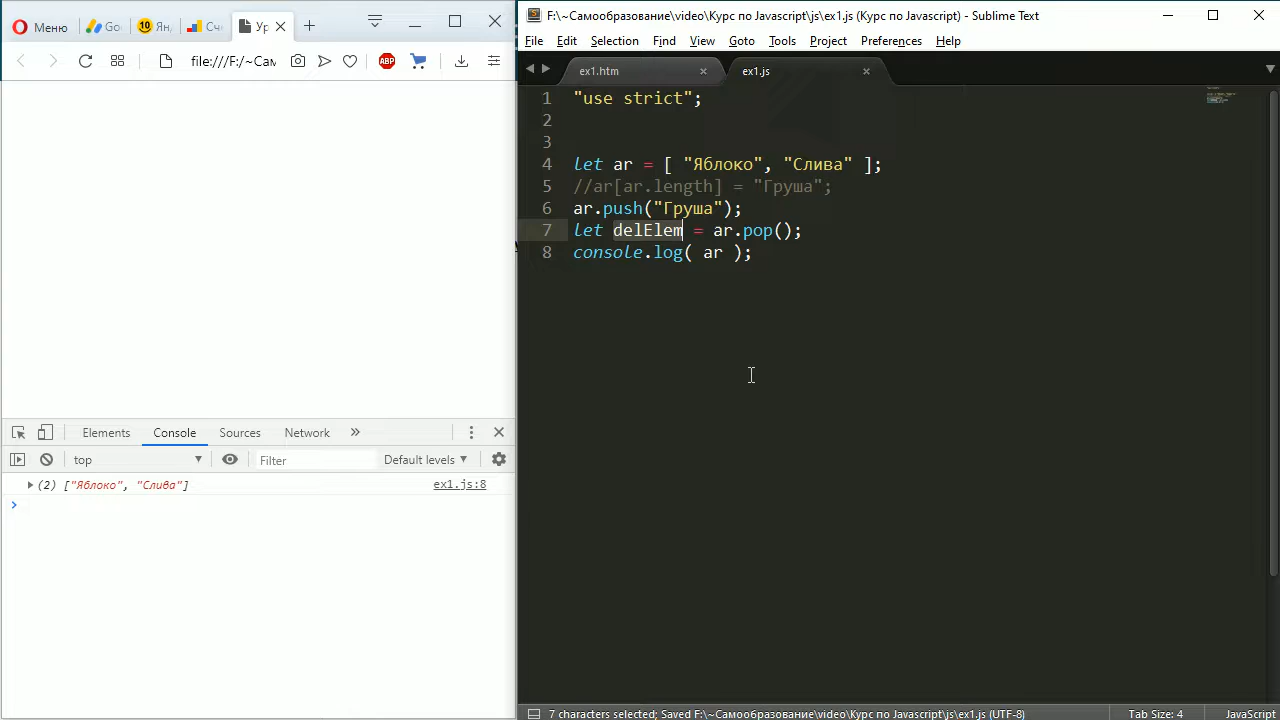 Меню
Go
10 Ян
Сч
Ур
file:///F:/~Сам
ABP
Elements Console Sources Network
top Filter Default levels
(2) ["Яблоко", "Слива"] ex1.js:8
F:\~Самообразование\video\Курс по Javascript\js\ex1.js (Курс по Javascript) - Sublime Text
File Edit Selection Find View Goto Tools Project Preferences Help
ex1.htm ex1.js
1 "use strict";
2
3
4 let ar = [ "Яблоко", "Слива" ];
5 //ar[ar.length] = "Груша";
6 ar.push("Груша");
7 let delElem = ar.pop();
8 console.log( ar );
7 characters selected; Saved F:\~Самообразование\video\Курс по Javascript\js\ex1.js (UTF-8) Tab Size: 4 JavaScript